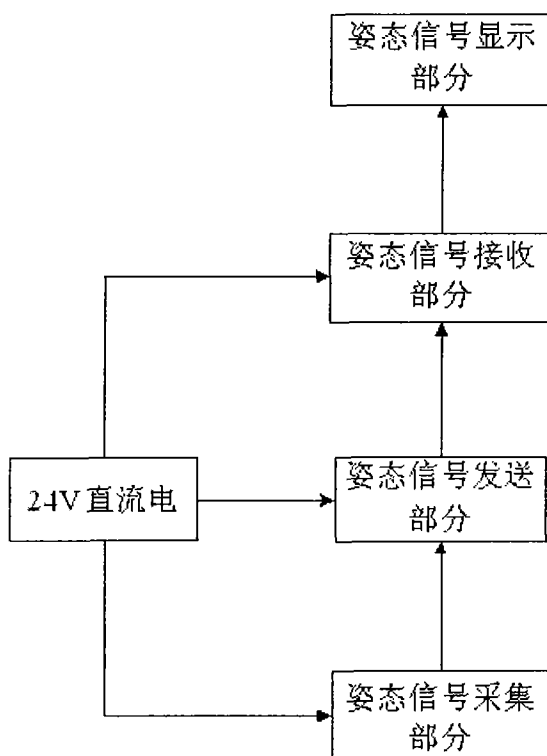 姿态信号显示
部分
姿态信号接收
部分
24V直流电
姿态信号发送
部分
姿态信号采集
部分